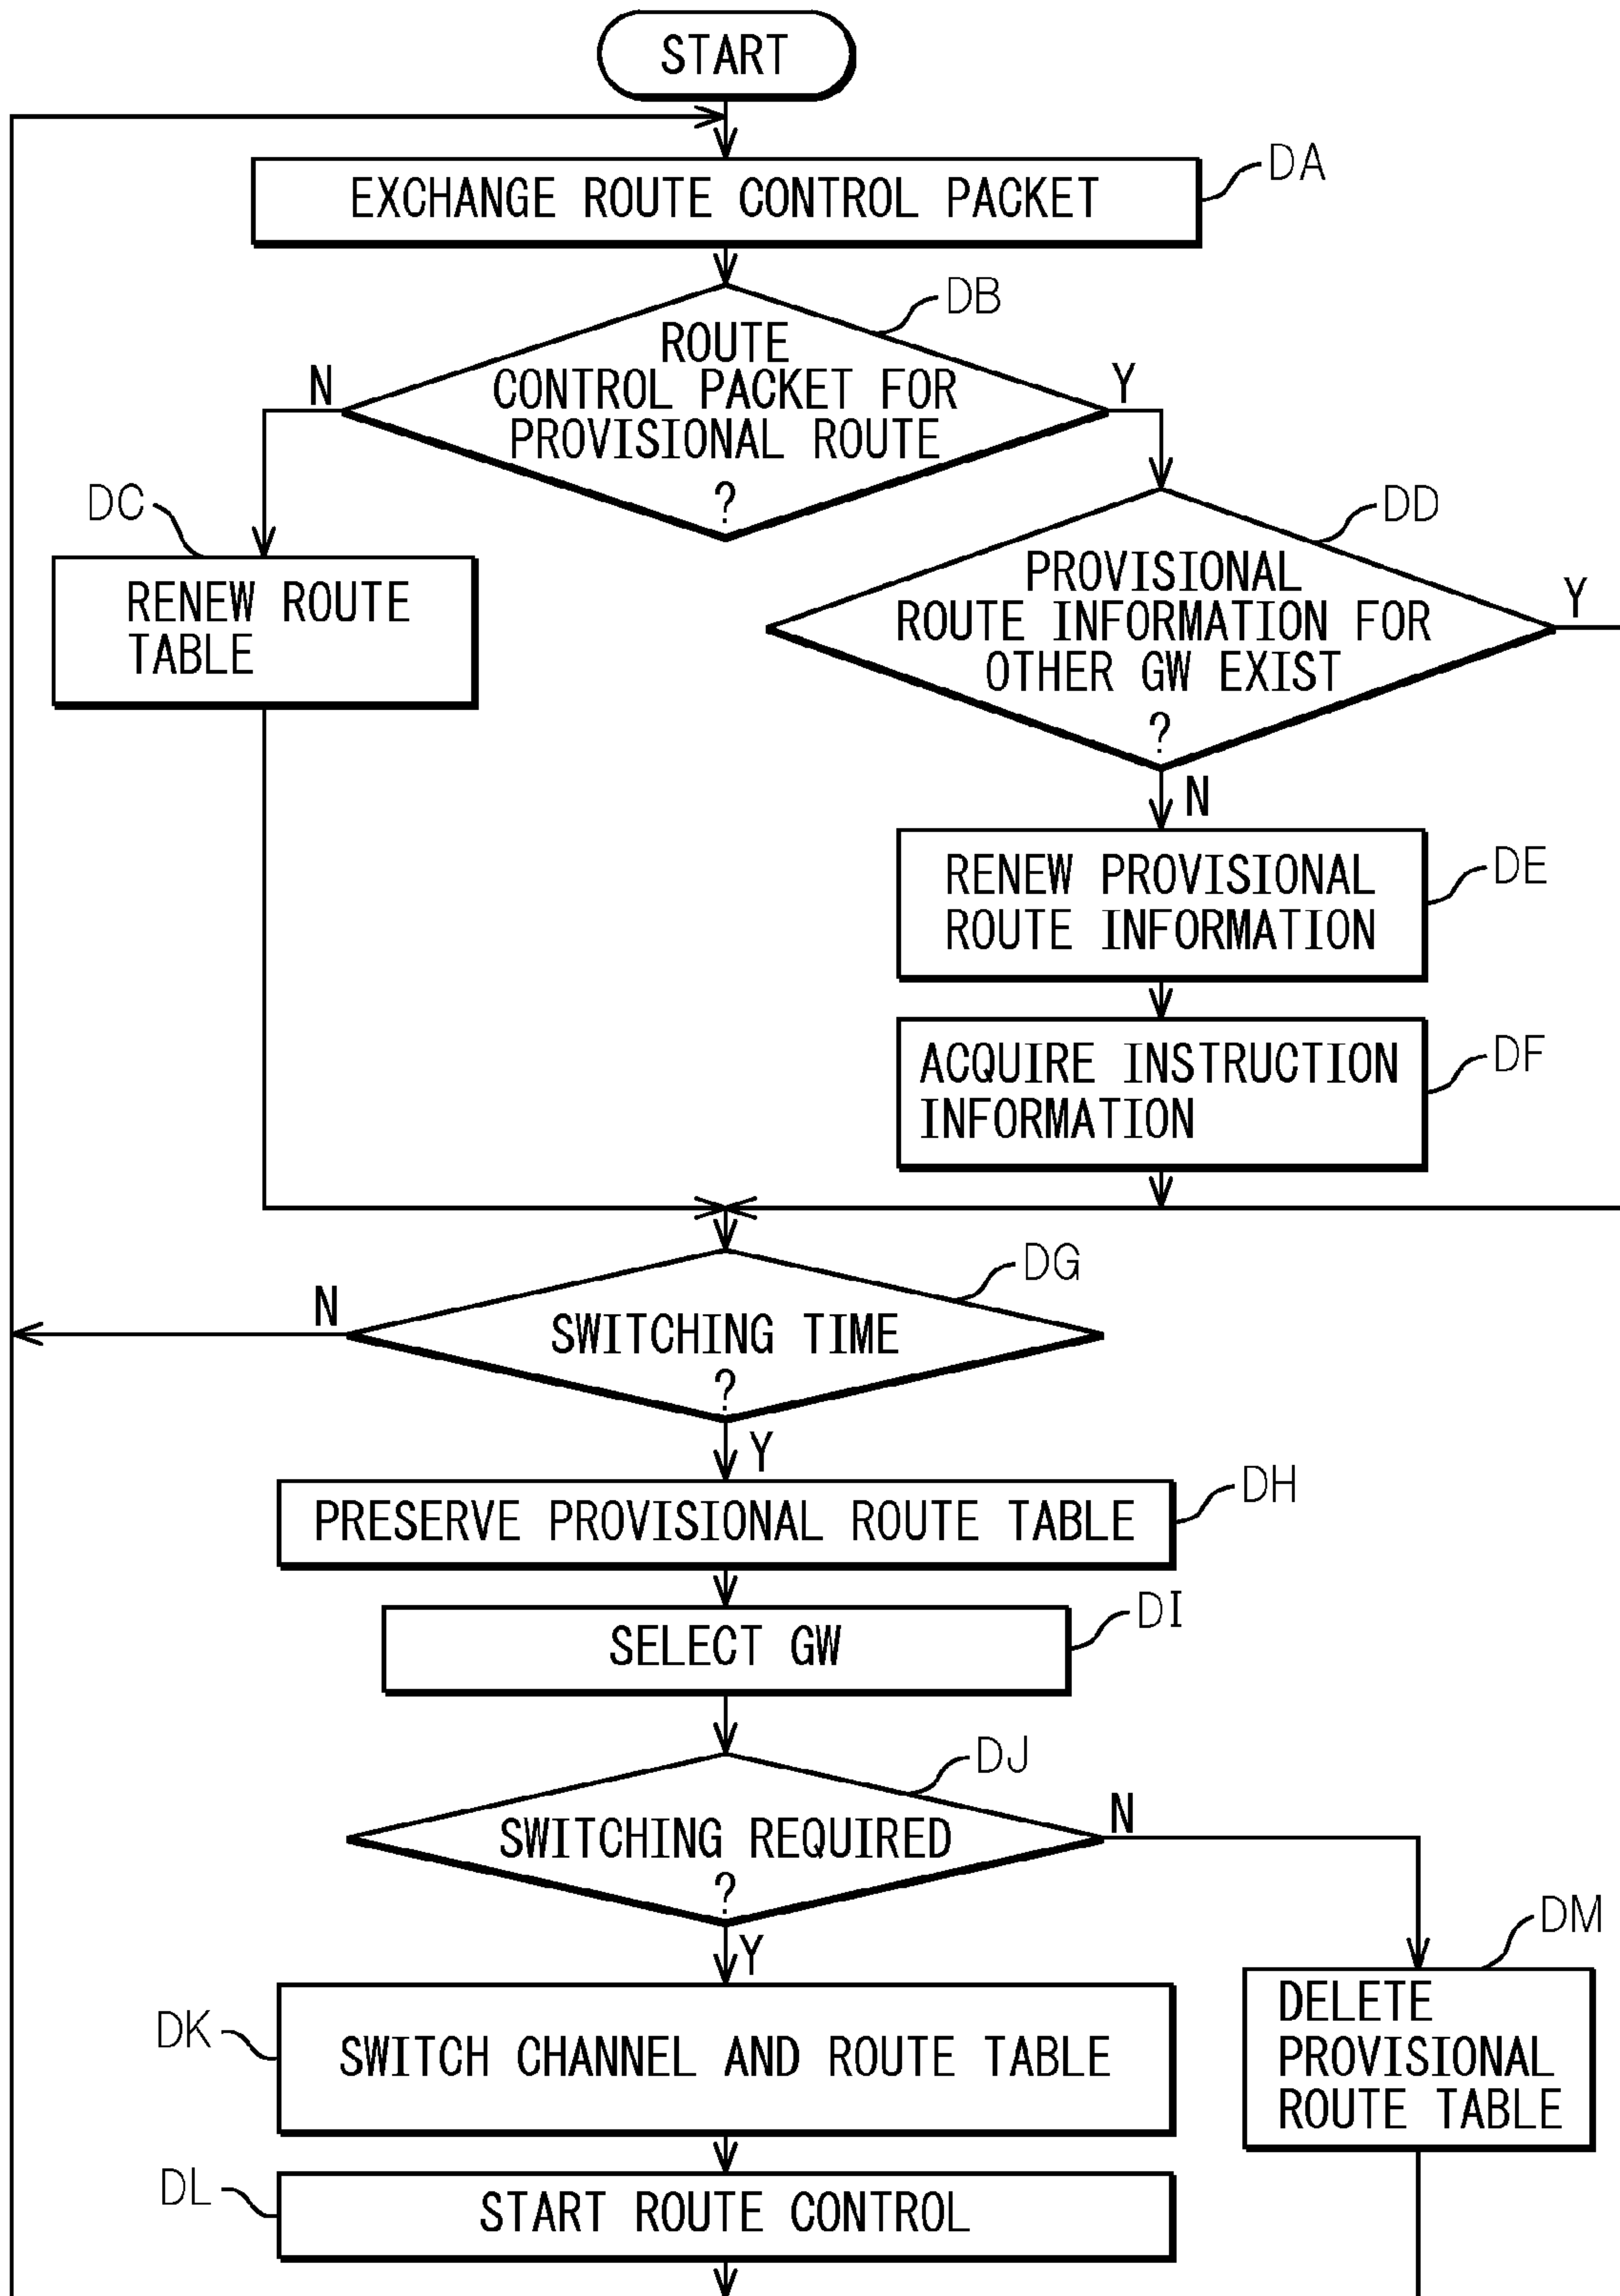 START
EXCHANGE ROUTE CONTROL PACKET
DA
DB
ROUTE
CONTROL PACKET FOR
PROVISIONAL ROUTE
?
N
Y
DC
RENEW ROUTE
TABLE
DD
PROVISIONAL
ROUTE INFORMATION FOR
OTHER GW EXIST
?
Y
N
RENEW PROVISIONAL
ROUTE INFORMATION
DE
ACQUIRE INSTRUCTION
INFORMATION
DF
DG
SWITCHING TIME
?
N
Y
PRESERVE PROVISIONAL ROUTE TABLE
DH
SELECT GW
DI
DJ
SWITCHING REQUIRED
?
N
Y
DM
DELETE
PROVISIONAL
ROUTE TABLE
DK
SWITCH CHANNEL AND ROUTE TABLE
DL
START ROUTE CONTROL